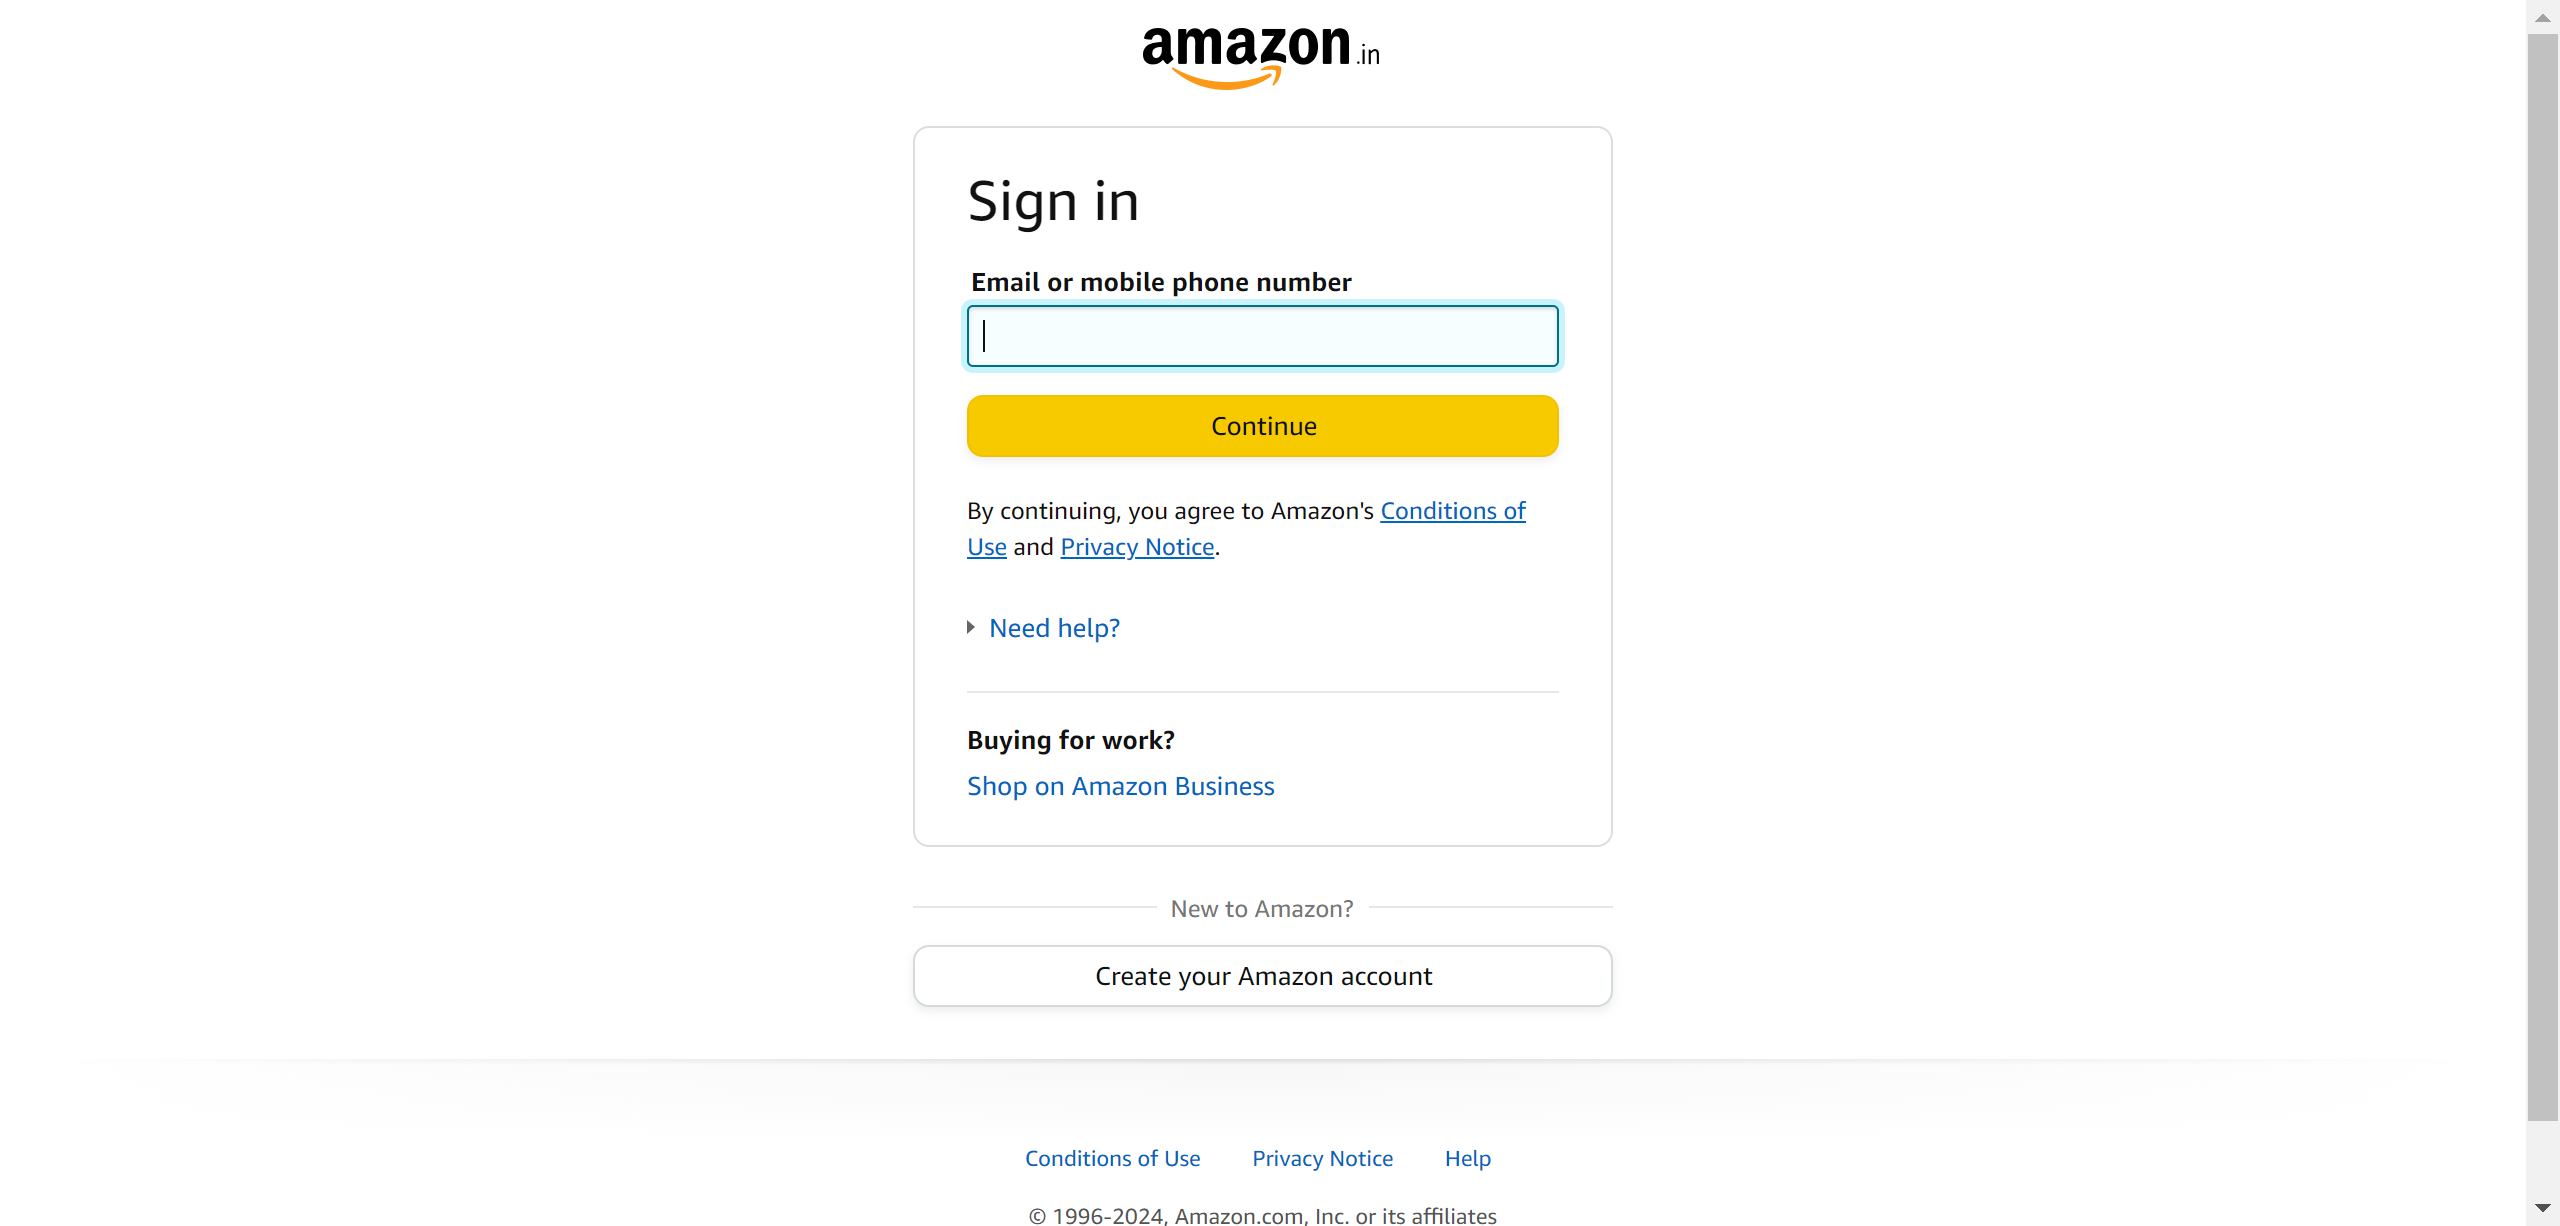 amazon.in
Sign in
Email or mobile phone number
Continue
By continuing, you agree to Amazon's Conditions of
Use and Privacy Notice.
Need help?
Buying for work?
Shop on Amazon Business
New to Amazon?
Create your Amazon account
Conditions of Use Privacy Notice Help
© 1996-2024, Amazon.com, Inc. or its affiliates